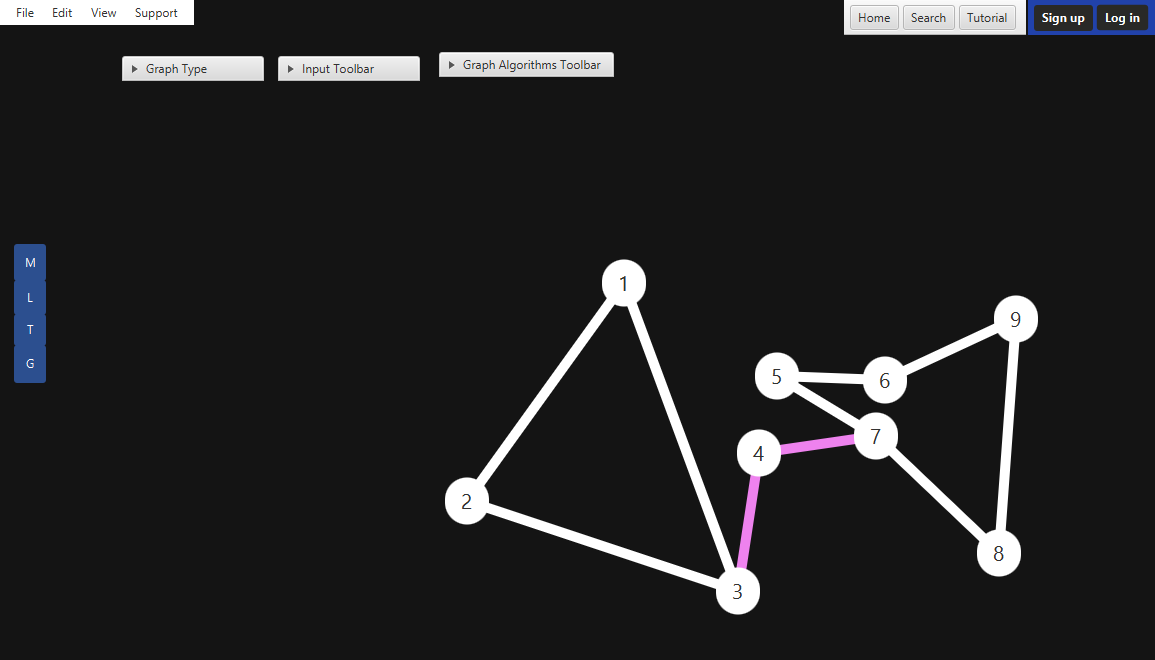 File Edit View Support
Home Search Tutorial Sign up Log in
Graph Type Input Toolbar Graph Algorithms Toolbar
M
L
T
G
1
9
5
6
7
4
2
8
3